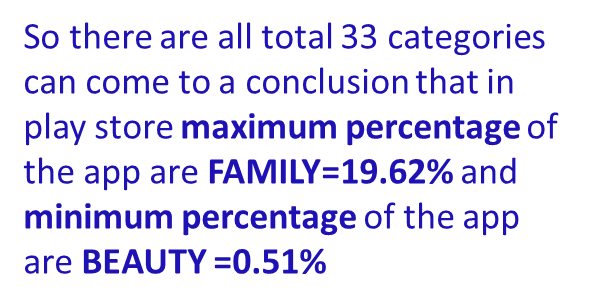 So there are all total 33 categories
can come to a conclusion that in
play store maximum percentage of
the app are FAMILY=19.62% and
minimum percentage of the app
are BEAUTY =0.51%